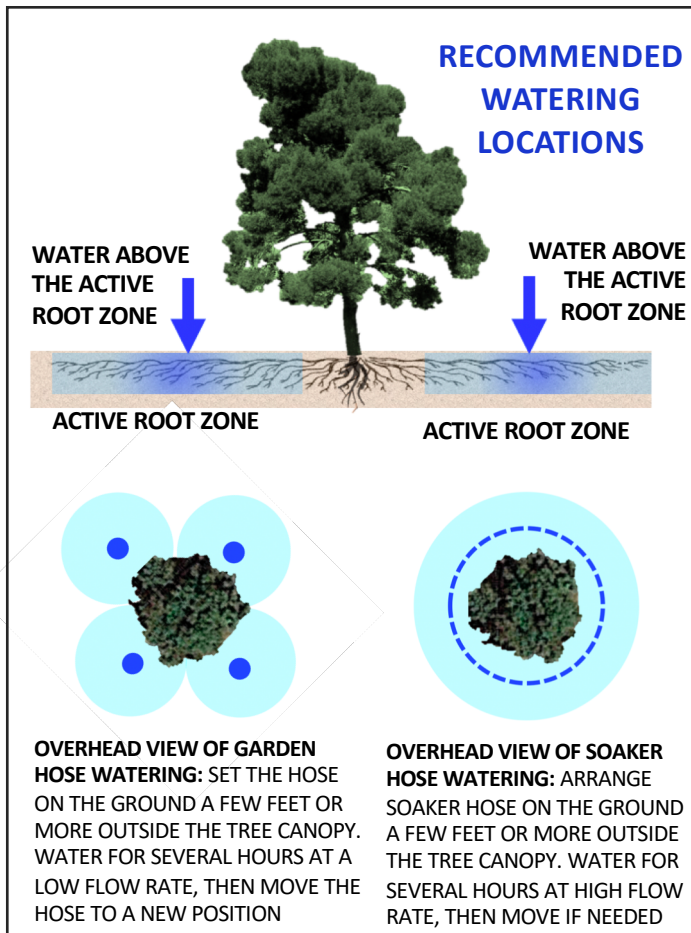 RECOMMENDED
WATERING
LOCATIONS
WATER ABOVE
THE ACTIVE
ROOT ZONE
WATER ABOVE
THE ACTIVE
ROOT ZONE
ACTIVE ROOT ZONE
ACTIVE ROOT ZONE
OVERHEAD VIEW OF GARDEN
HOSE WATERING: SET THE HOSE
ON THE GROUND A FEW FEET OR
MORE OUTSIDE THE TREE CANOPY.
WATER FOR SEVERAL HOURS AT A
LOW FLOW RATE, THEN MOVE THE
HOSE TO A NEW POSITION
OVERHEAD VIEW OF SOAKER
HOSE WATERING: ARRANGE
SOAKER HOSE ON THE GROUND
A FEW FEET OR MORE OUTSIDE
THE TREE CANOPY. WATER FOR
SEVERAL HOURS AT HIGH FLOW
RATE, THEN MOVE IF NEEDED